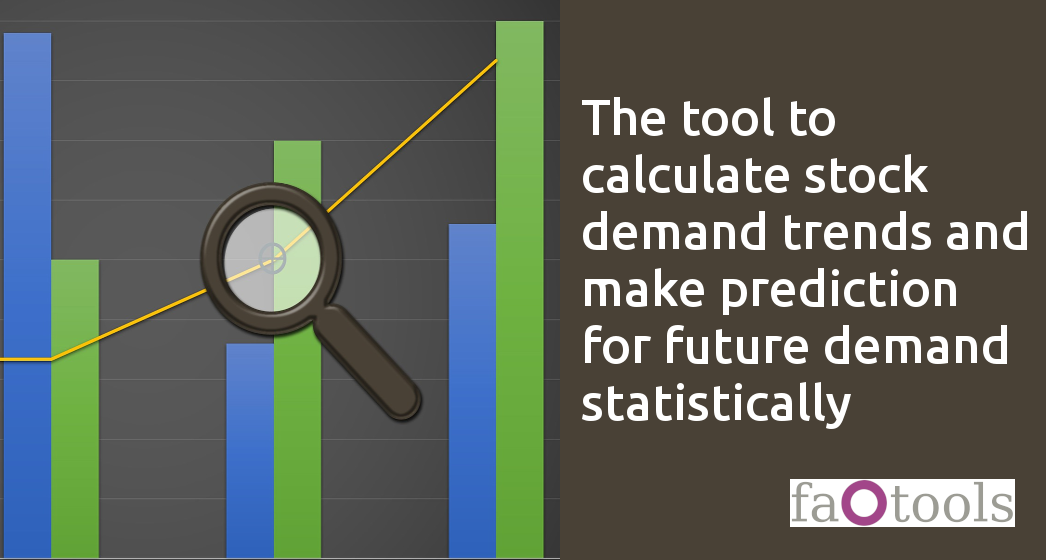 The tool to
calculate stock
demand trends and
make prediction
for future demand
statistically
faOtools